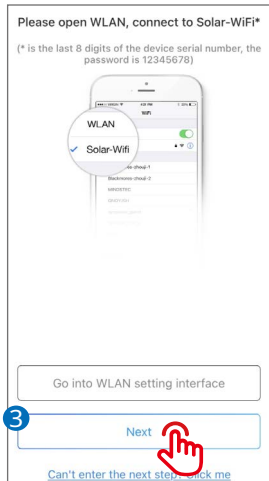 Please open WLAN, connect to Solar-WiFi*
(* is the last 8 digits of the device serial number, the
password is 12345678)
WiFi
WLAN
Solar-Wifi
Go into WLAN setting interface
3
Next
Can't enter the next step? Click me